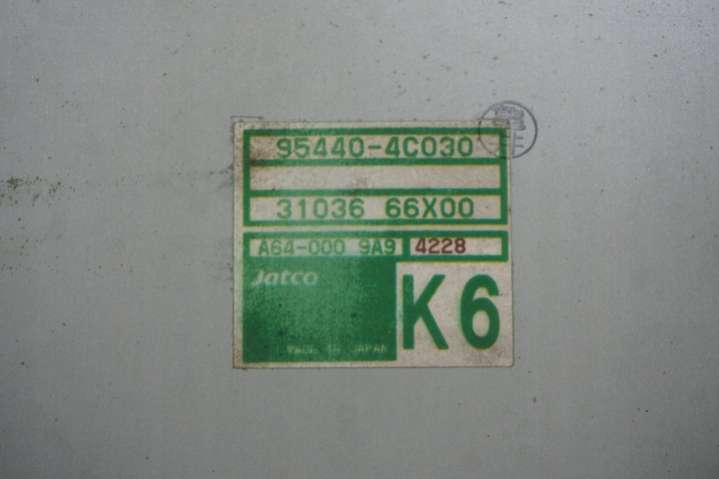 95440-4C030
31036 66X00
A64-000 9A9 4228
Jatco
K6
MADE IN JAPAN